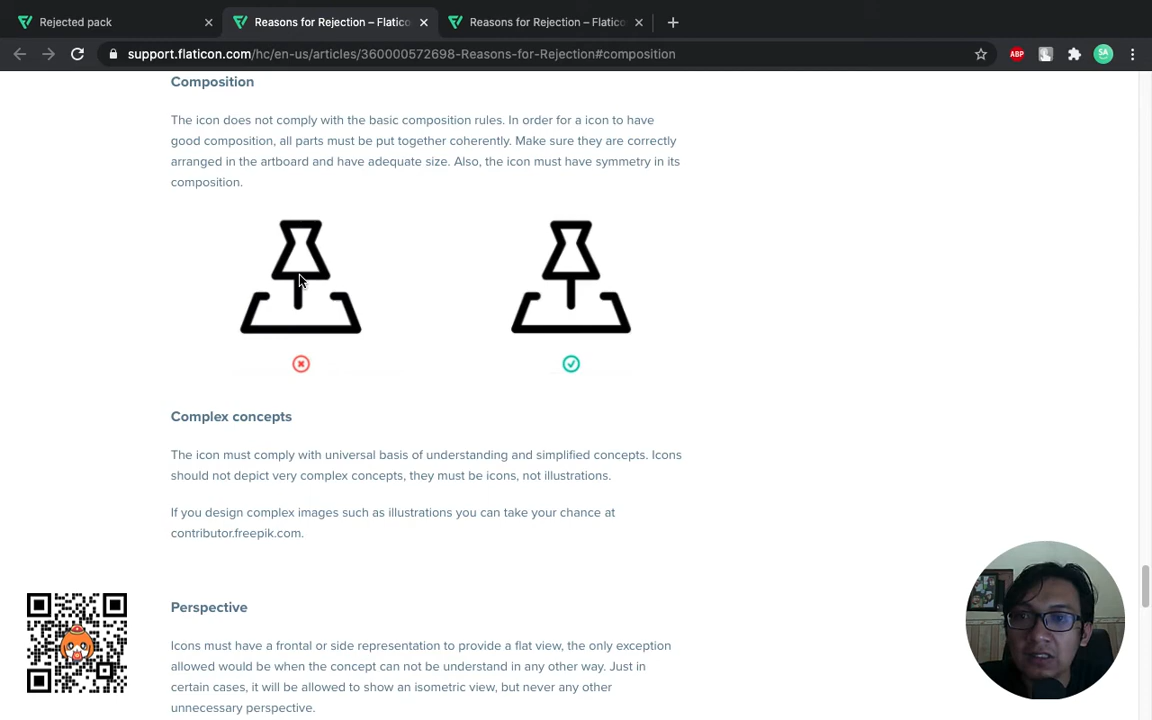 Rejected pack
Reasons for Rejection – Flatico
Reasons for Rejection – Flatico
support.flaticon.com/hc/en-us/articles/360000572698-Reasons-for-Rejection#composition
ABP
SA
Composition
The icon does not comply with the basic composition rules. In order for a icon to have
good composition, all parts must be put together coherently. Make sure they are correctly
arranged in the artboard and have adequate size. Also, the icon must have symmetry in its
composition.
Complex concepts
The icon must comply with universal basis of understanding and simplified concepts. Icons
should not depict very complex concepts, they must be icons, not illustrations.
If you design complex images such as illustrations you can take your chance at
contributor.freepik.com.
Perspective
Icons must have a frontal or side representation to provide a flat view, the only exception
allowed would be when the concept can not be understand in any other way. Just in
certain cases, it will be allowed to show an isometric view, but never any other
unnecessary perspective.